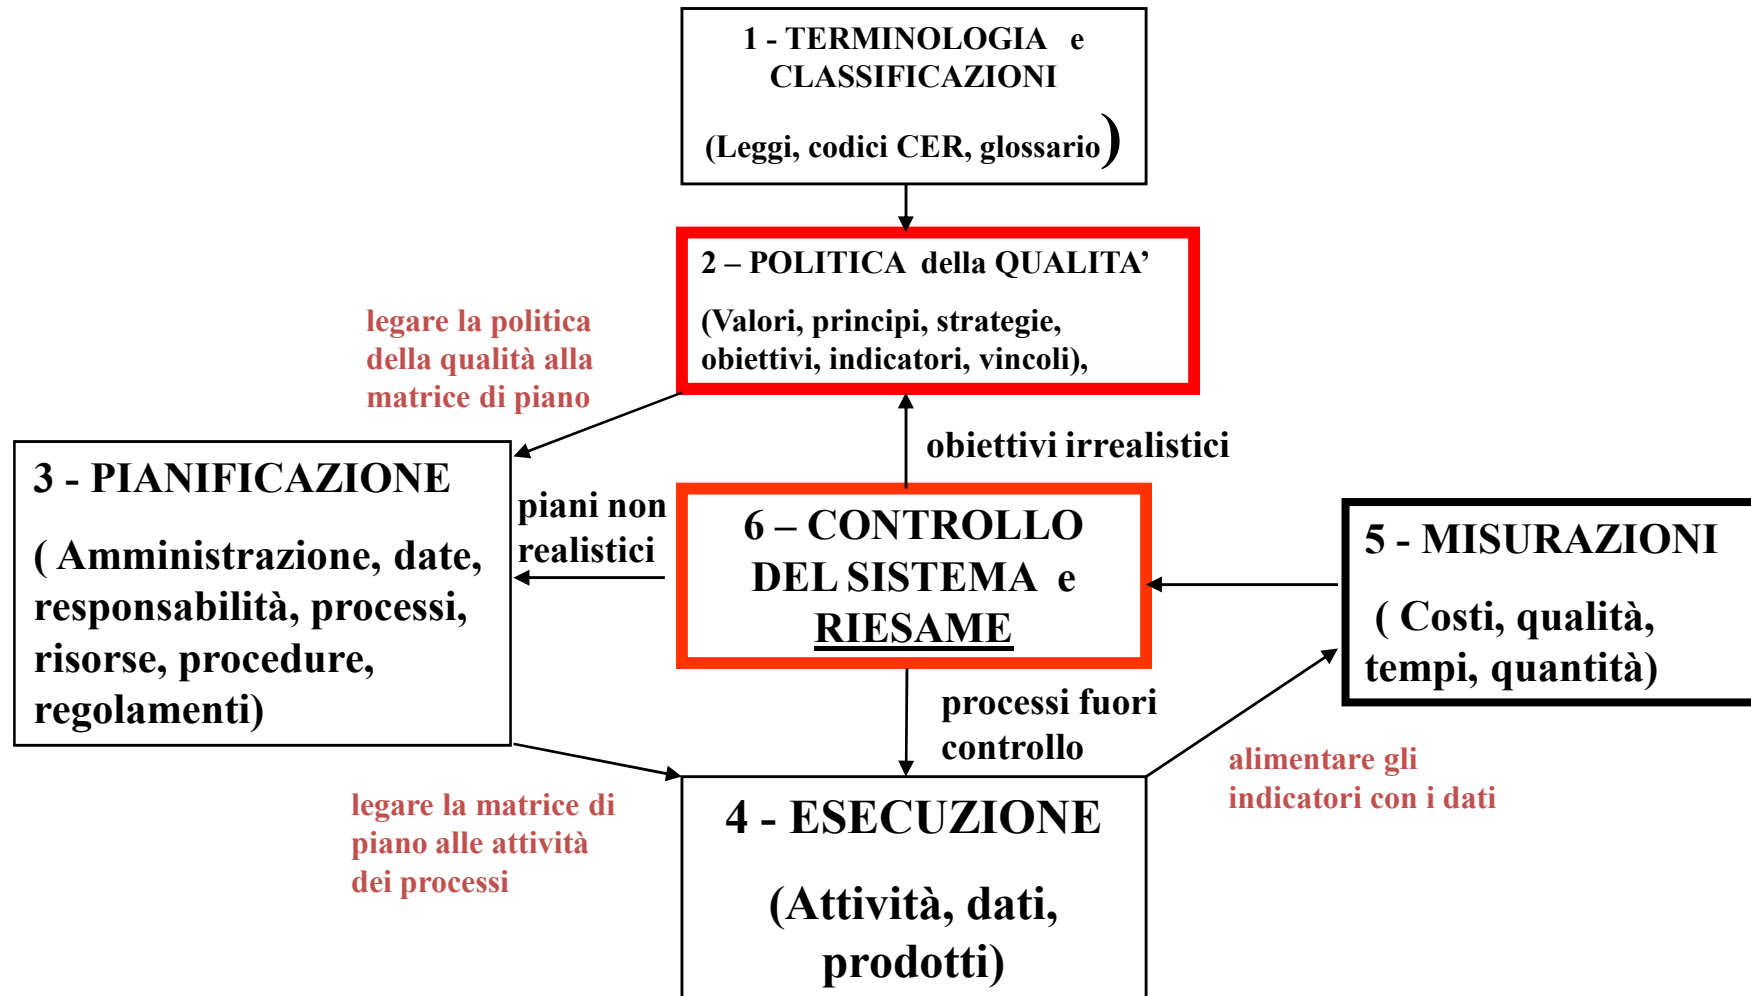 1 - TERMINOLOGIA e
CLASSIFICAZIONI
(Leggi, codici CER, glossario)
2 – POLITICA della QUALITA’
(Valori, principi, strategie,
obiettivi, indicatori, vincoli),
legare la politica
della qualità alla
matrice di piano
obiettivi irrealistici
3 - PIANIFICAZIONE
( Amministrazione, date,
responsabilità, processi,
risorse, procedure,
regolamenti)
piani non
realistici
6 – CONTROLLO
DEL SISTEMA e
RIESAME
5 - MISURAZIONI
( Costi, qualità,
tempi, quantità)
processi fuori
controllo
alimentare gli
indicatori con i dati
legare la matrice di
piano alle attività
dei processi
4 - ESECUZIONE
(Attività, dati,
prodotti)